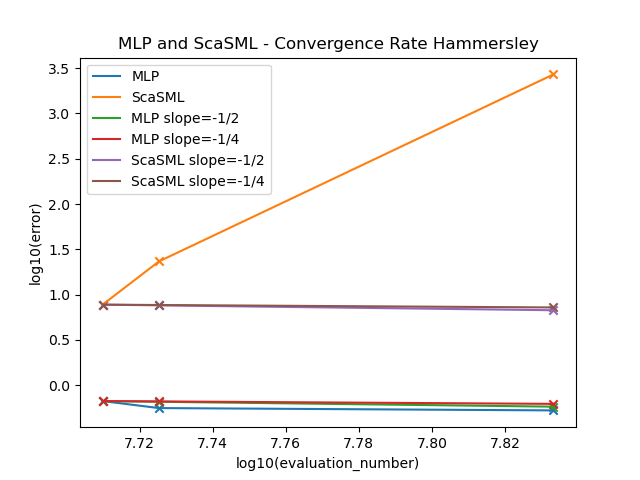 MLP and ScaSML - Convergence Rate Hammersley
MLP
ScaSML
MLP slope=-1/2
MLP slope=-1/4
ScaSML slope=-1/2
ScaSML slope=-1/4
log10(error)
3.5
3.0
2.5
2.0
1.5
1.0
0.5
0.0
7.72 7.74 7.76 7.78 7.80 7.82
log10(evaluation_number)